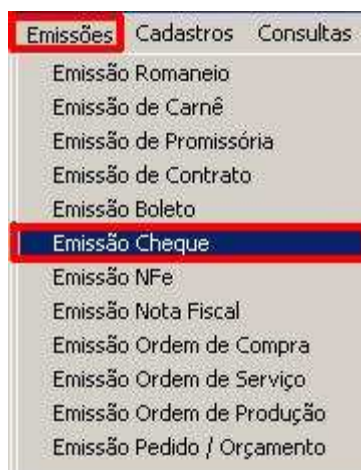 Emissões Cadastros Consultas
Emissão Romaneio
Emissão de Carnê
Emissão de Promissória
Emissão de Contrato
Emissão Boleto
Emissão Cheque
Emissão NFe
Emissão Nota Fiscal
Emissão Ordem de Compra
Emissão Ordem de Serviço
Emissão Ordem de Produção
Emissão Pedido / Orçamento